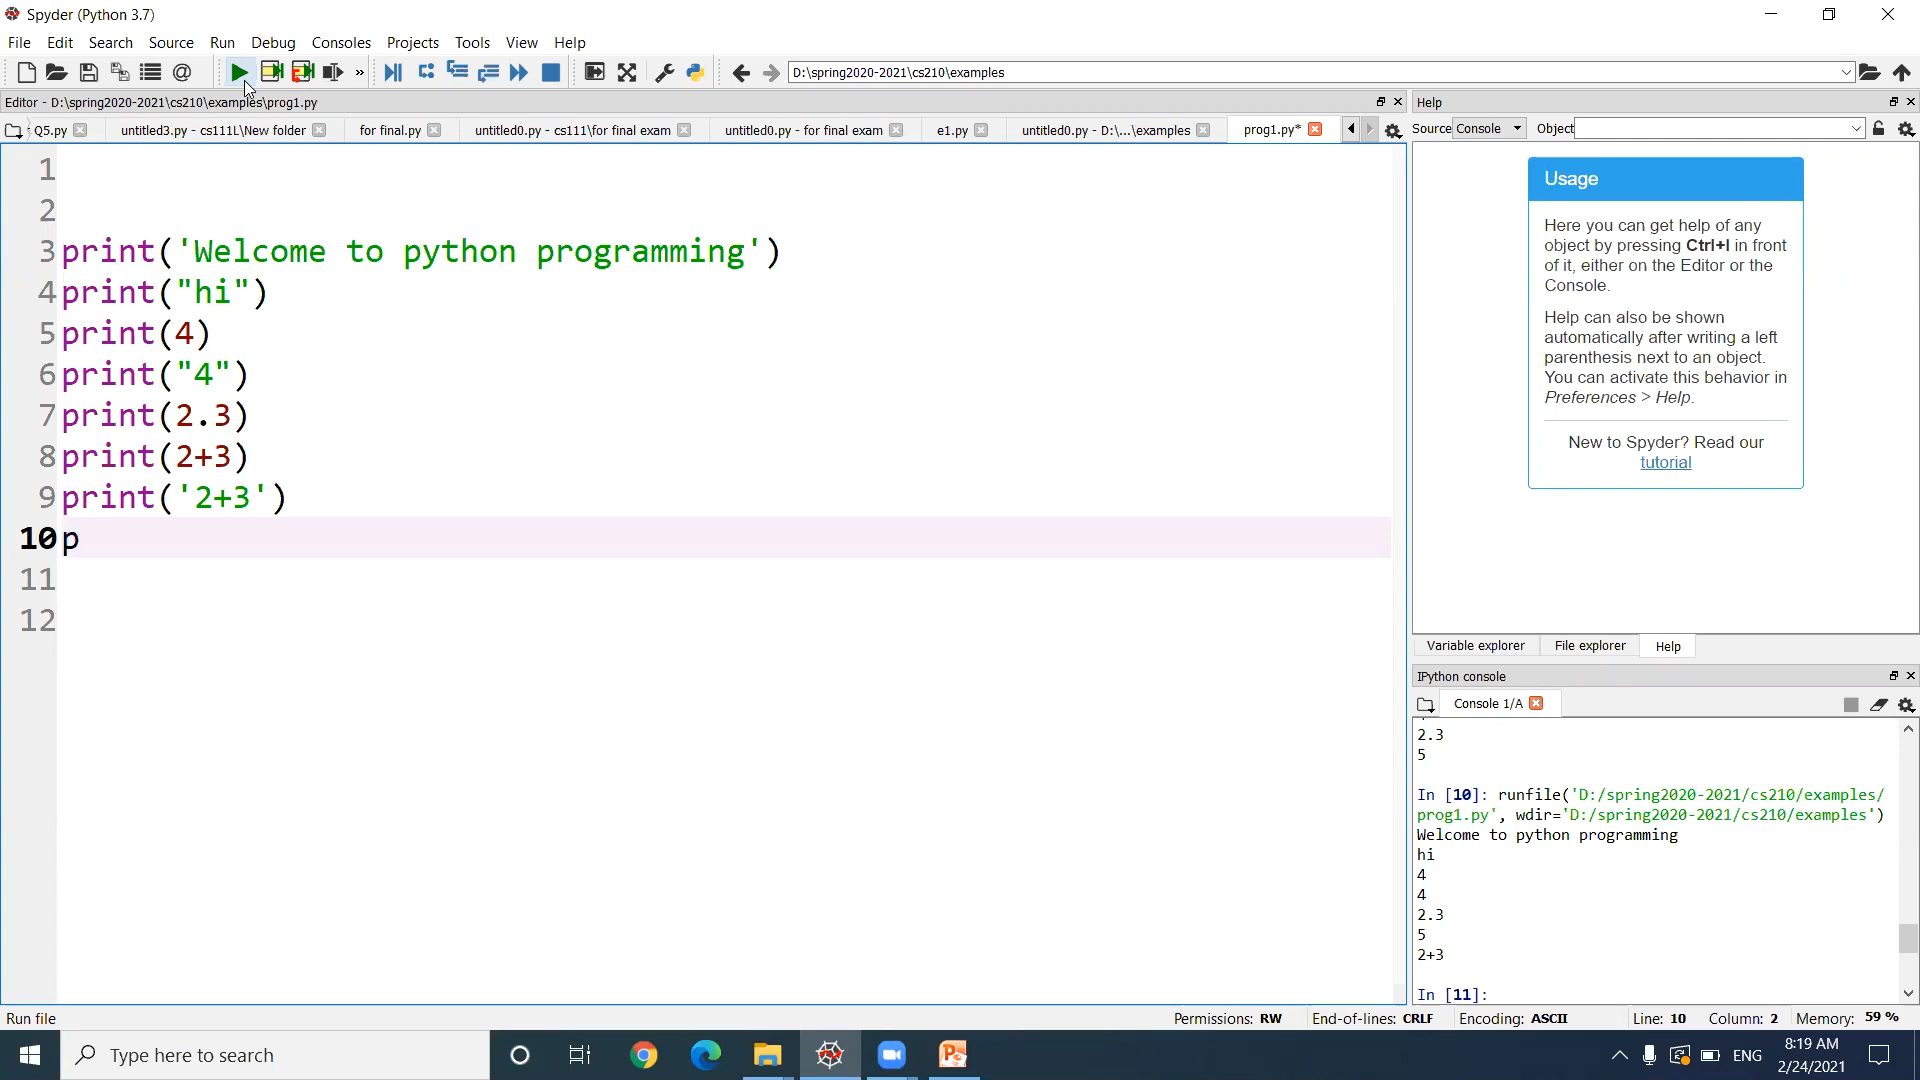 Spyder (Python 3.7)
File Edit Search Source Run Debug Consoles Projects Tools View Help
D:\spring2020-2021\cs210\examples
Editor - D:\spring2020-2021\cs210\examples\prog1.py
Q5.py untitled3.py - cs111L\New folder for final.py untitled0.py - cs111\for final exam untitled0.py - for final exam e1.py untitled0.py - D:\...\examples prog1.py*
1
2
3 print('Welcome to python programming')
4 print("hi")
5 print(4)
6 print("4")
7 print(2.3)
8 print(2+3)
9 print('2+3')
10 p
11
12
Help
Source Console Object
Usage
Here you can get help of any
object by pressing Ctrl+I in front
of it, either on the Editor or the
Console.
Help can also be shown
automatically after writing a left
parenthesis next to an object.
You can activate this behavior in
Preferences > Help.
New to Spyder? Read our
tutorial
Variable explorer File explorer Help
IPython console
Console 1/A
2.3
5
In [10]: runfile('D:/spring2020-2021/cs210/examples/
prog1.py', wdir='D:/spring2020-2021/cs210/examples')
Welcome to python programming
hi
4
4
2.3
5
2+3
In [11]:
Run file Permissions: RW End-of-lines: CRLF Encoding: ASCII Line: 10 Column: 2 Memory: 59 %
Type here to search
ENG
8:19 AM
2/24/2021